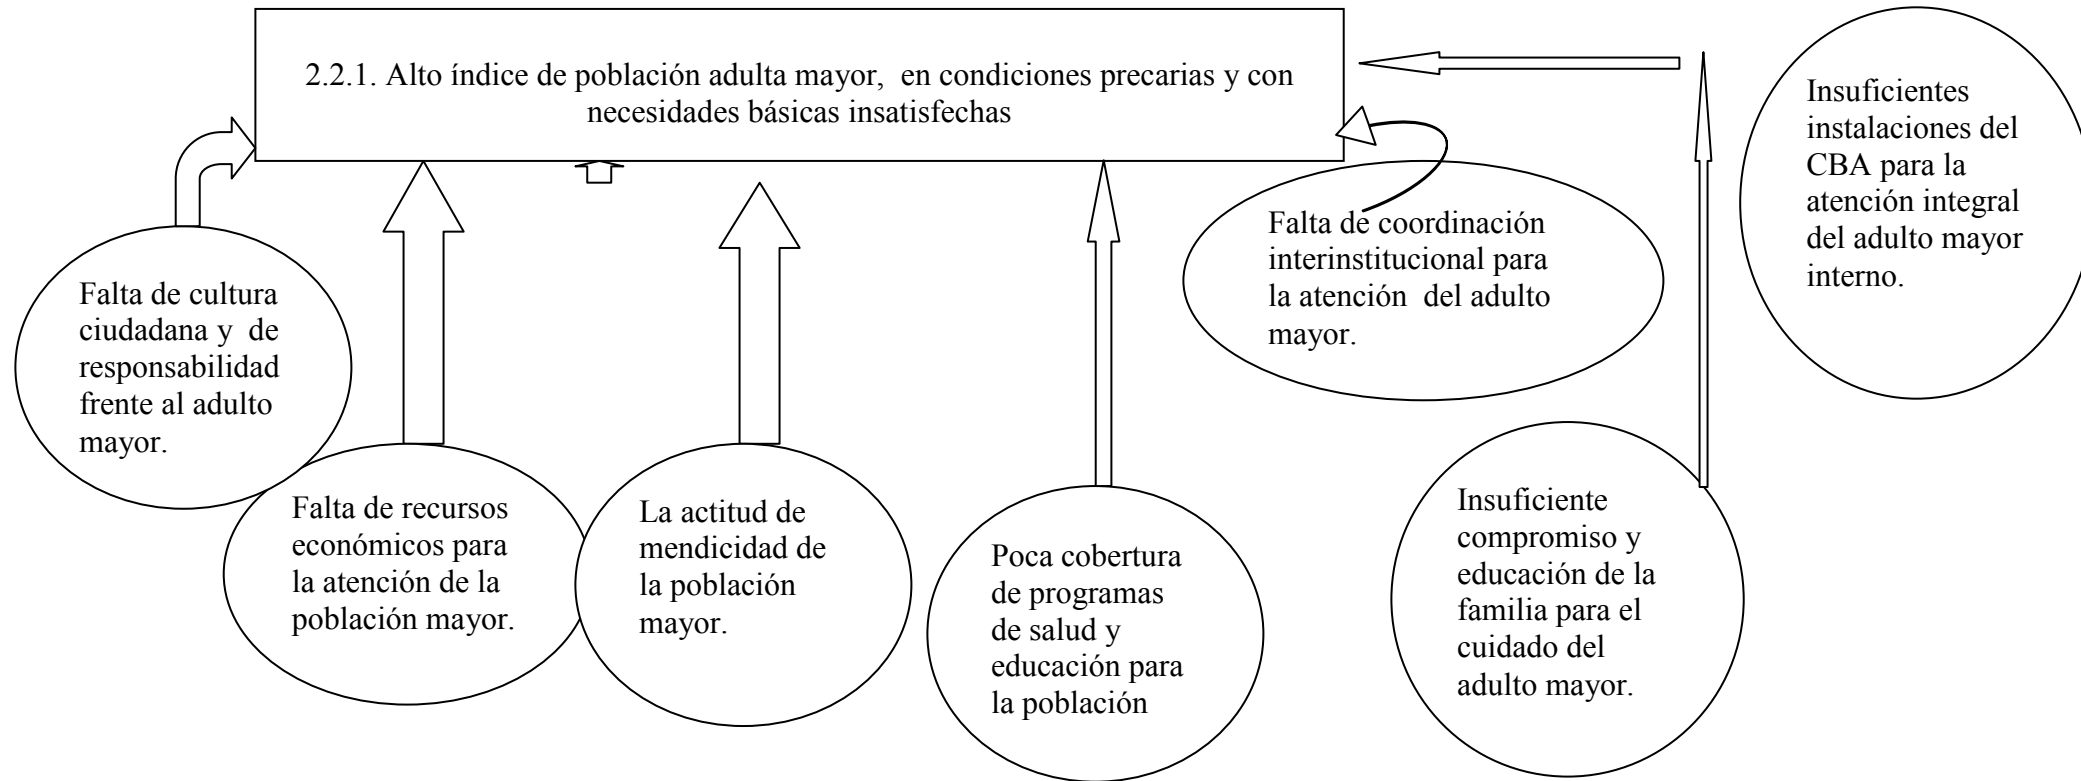 2.2.1. Alto índice de población adulta mayor,  en condiciones precarias y con
necesidades básicas insatisfechas
Falta de cultura
ciudadana y  de
responsabilidad
frente al adulto
mayor.
Falta de recursos
económicos para
la atención de la
población mayor.
La actitud de
mendicidad de
la población
mayor.
Poca cobertura
de programas
de salud y
educación para
la población
Falta de coordinación
interinstitucional para
la atención  del adulto
mayor.
Insuficiente
compromiso y
educación de la
familia para el
cuidado del
adulto mayor.
Insuficientes
instalaciones del
CBA para la
atención integral
del adulto mayor
interno.